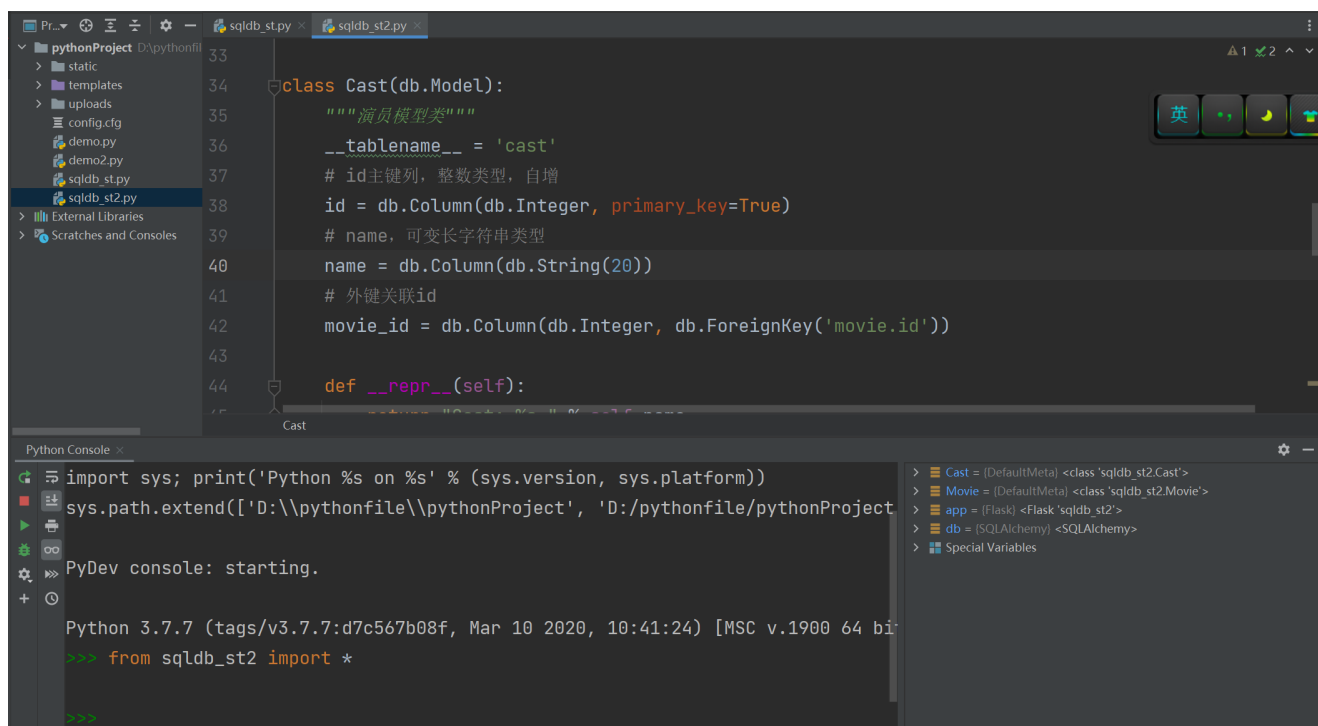 Pr...
sqldb_st.py
sqldb_st2.py
pythonProject D:\pythonfil
static
templates
uploads
config.cfg
demo.py
demo2.py
sqldb_st.py
sqldb_st2.py
External Libraries
Scratches and Consoles
1 2
英
33
34 class Cast(db.Model):
35 """演员模型类"""
36 __tablename__ = 'cast'
37 # id主键列，整数类型，自增
38 id = db.Column(db.Integer, primary_key=True)
39 # name，可变长字符串类型
40 name = db.Column(db.String(20))
41 # 外键关联id
42 movie_id = db.Column(db.Integer, db.ForeignKey('movie.id'))
43
44 def __repr__(self):
Cast
Python Console
import sys; print('Python %s on %s' % (sys.version, sys.platform))
sys.path.extend(['D:\\pythonfile\\pythonProject', 'D:/pythonfile/pythonProject
PyDev console: starting.
Python 3.7.7 (tags/v3.7.7:d7c567b08f, Mar 10 2020, 10:41:24) [MSC v.1900 64 bi
>>> from sqldb_st2 import *
>>>
Cast = {DefaultMeta} <class 'sqldb_st2.Cast'>
Movie = {DefaultMeta} <class 'sqldb_st2.Movie'>
app = {Flask} <Flask 'sqldb_st2'>
db = {SQLAlchemy} <SQLAlchemy>
Special Variables